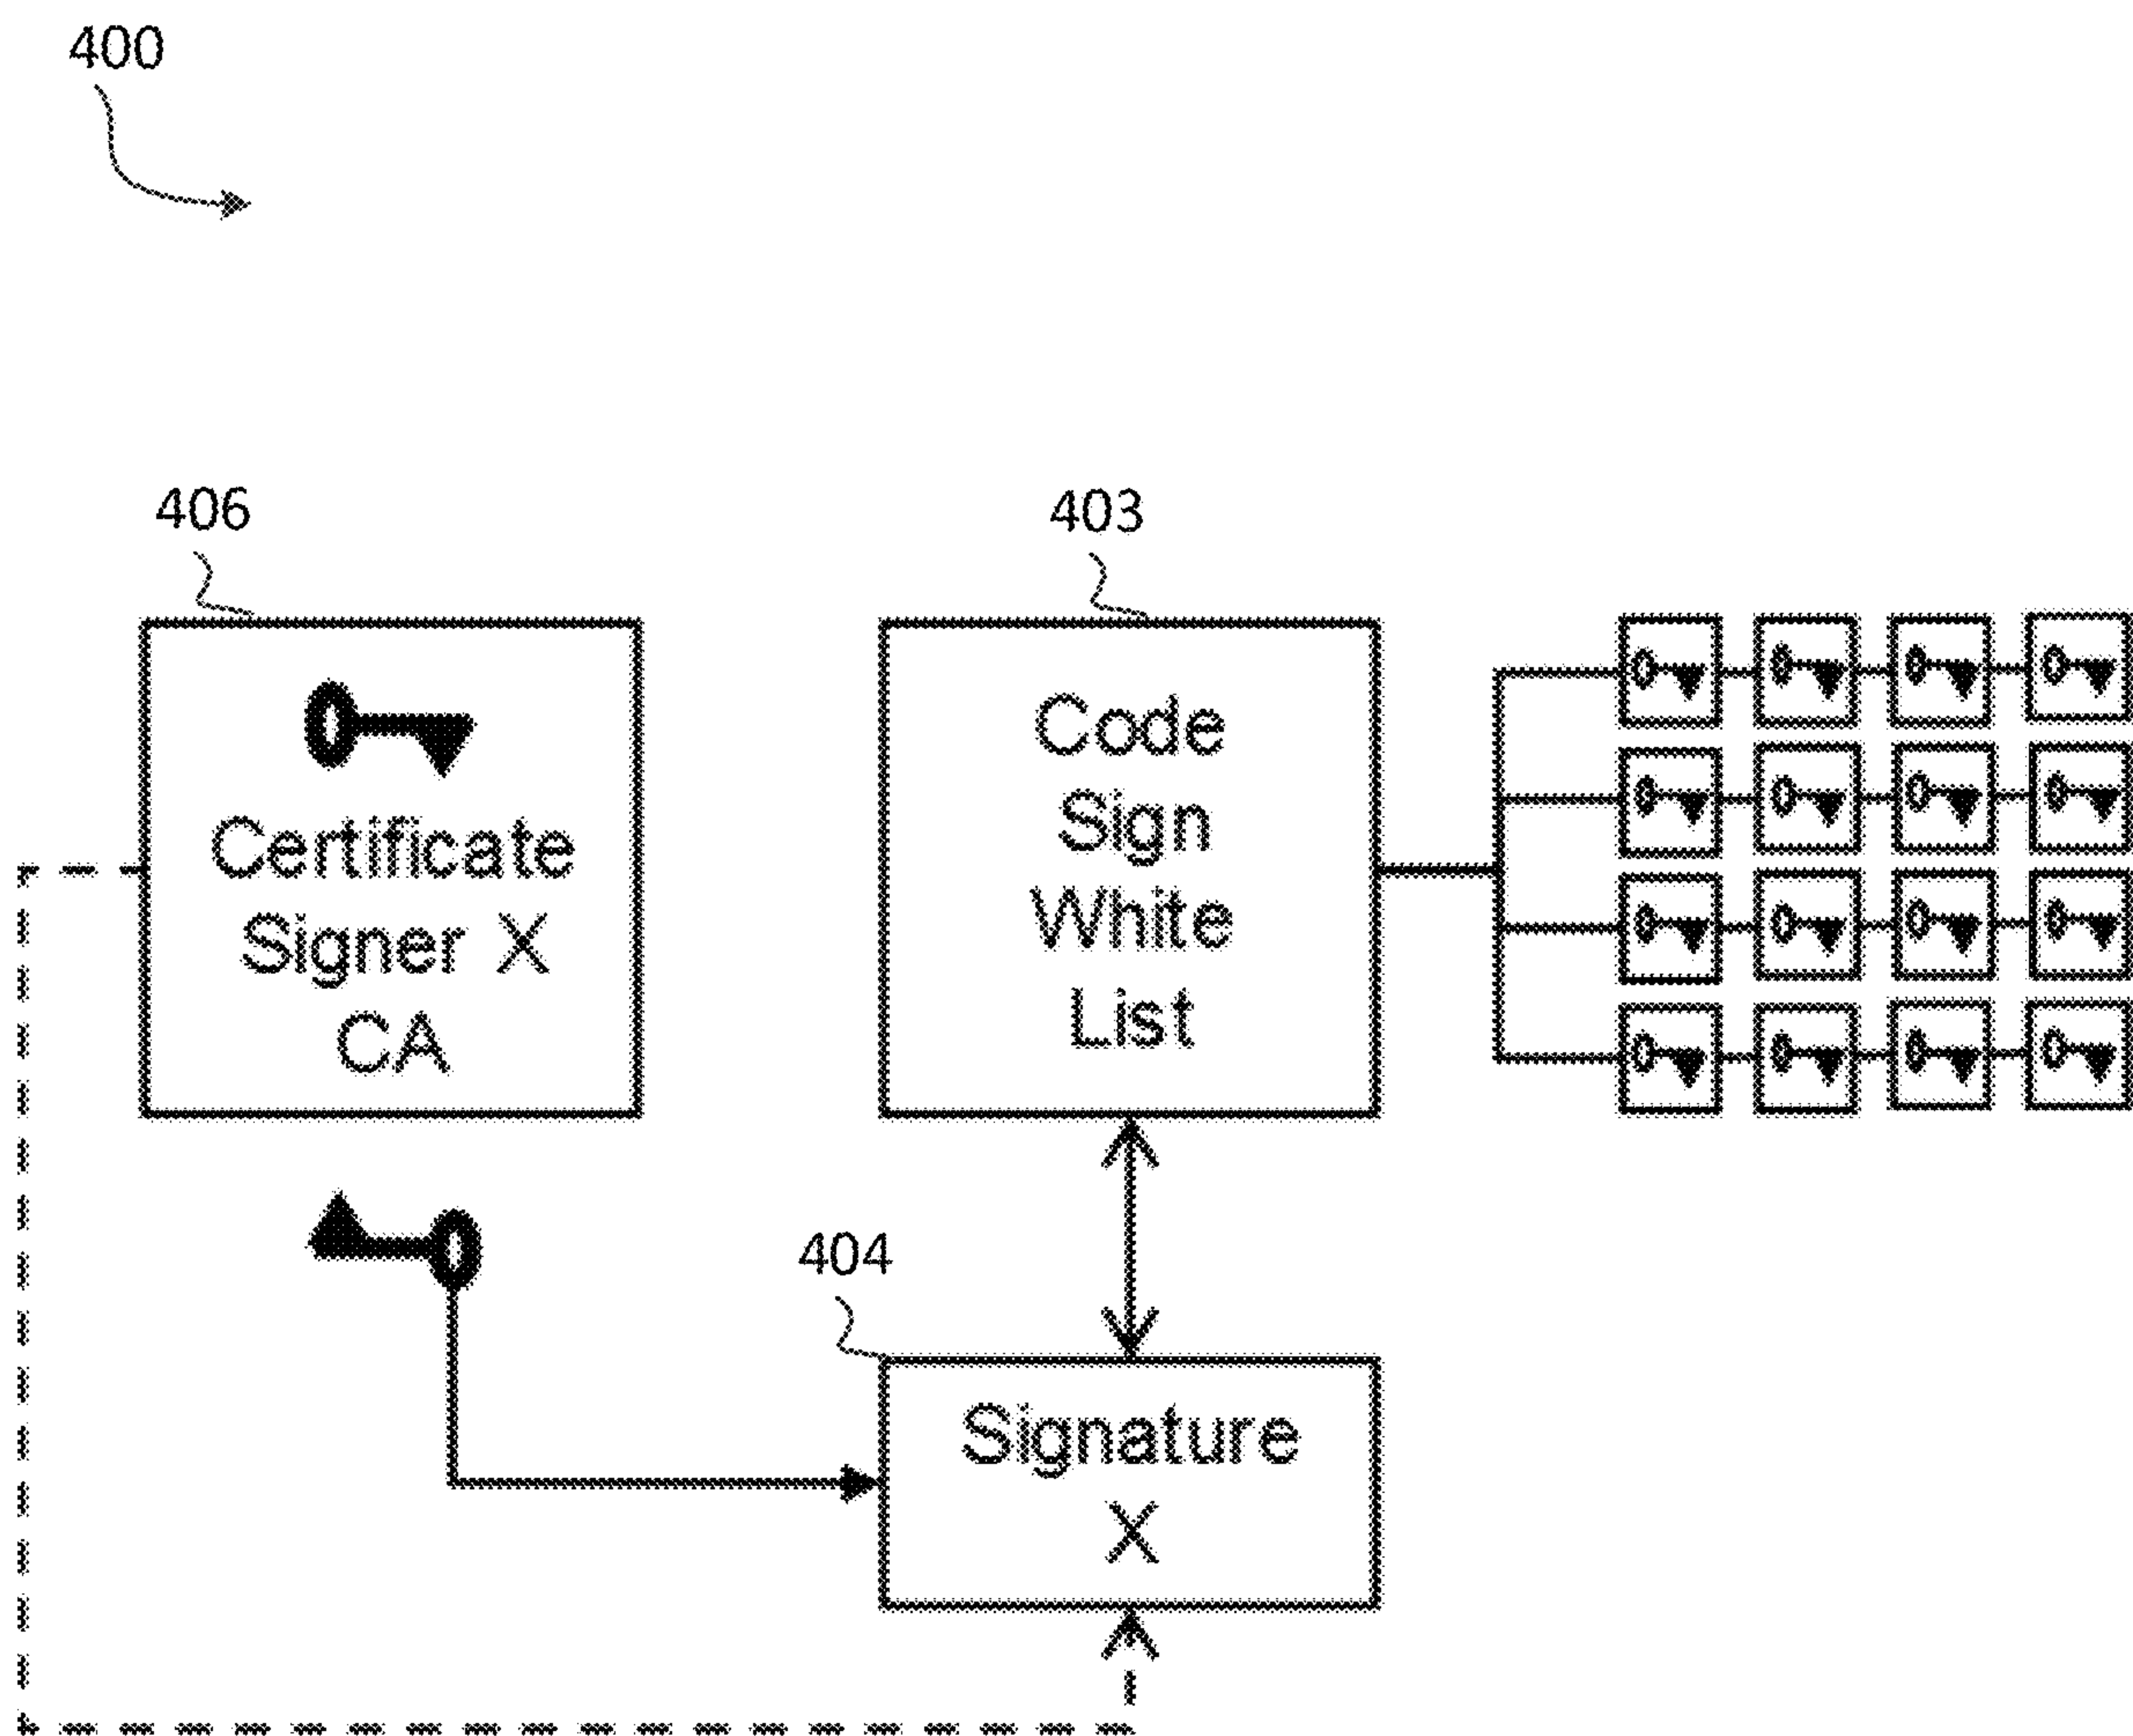 400
406
403
Certificate
Signer X
CA
Code
Sign
White
List
404
Signature
X